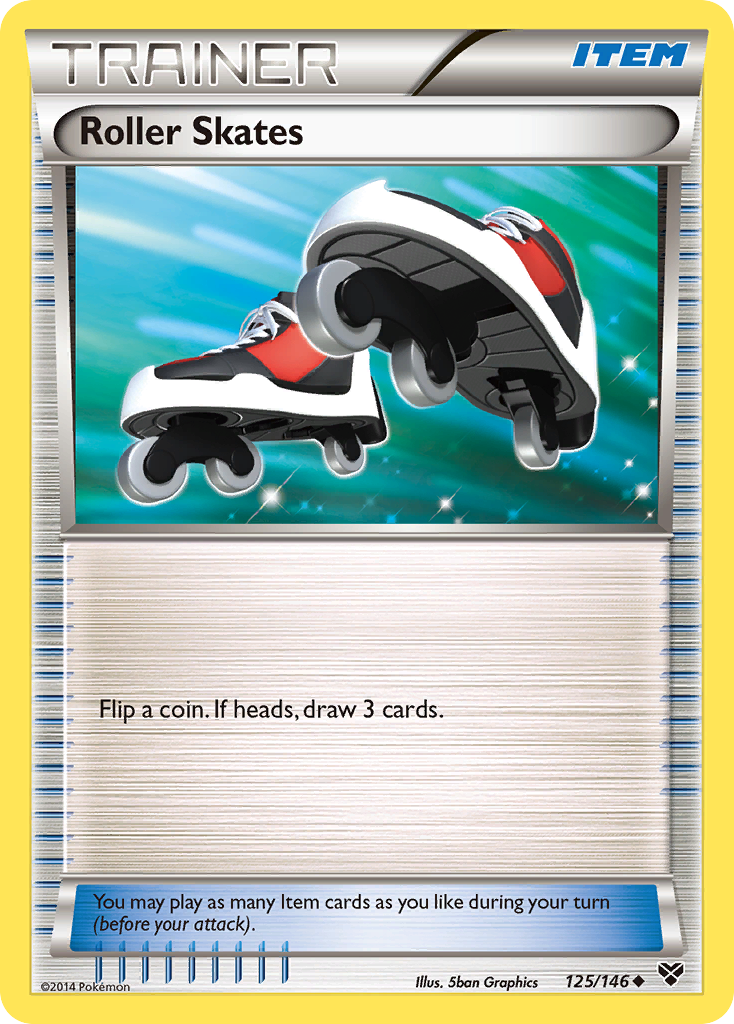 TRAINER
ITEM
Roller Skates
Flip a coin. If heads, draw 3 cards.
You may play as many Item cards as you like during your turn
(before your attack).
©2014 Pokémon
Illus. 5ban Graphics
125/146